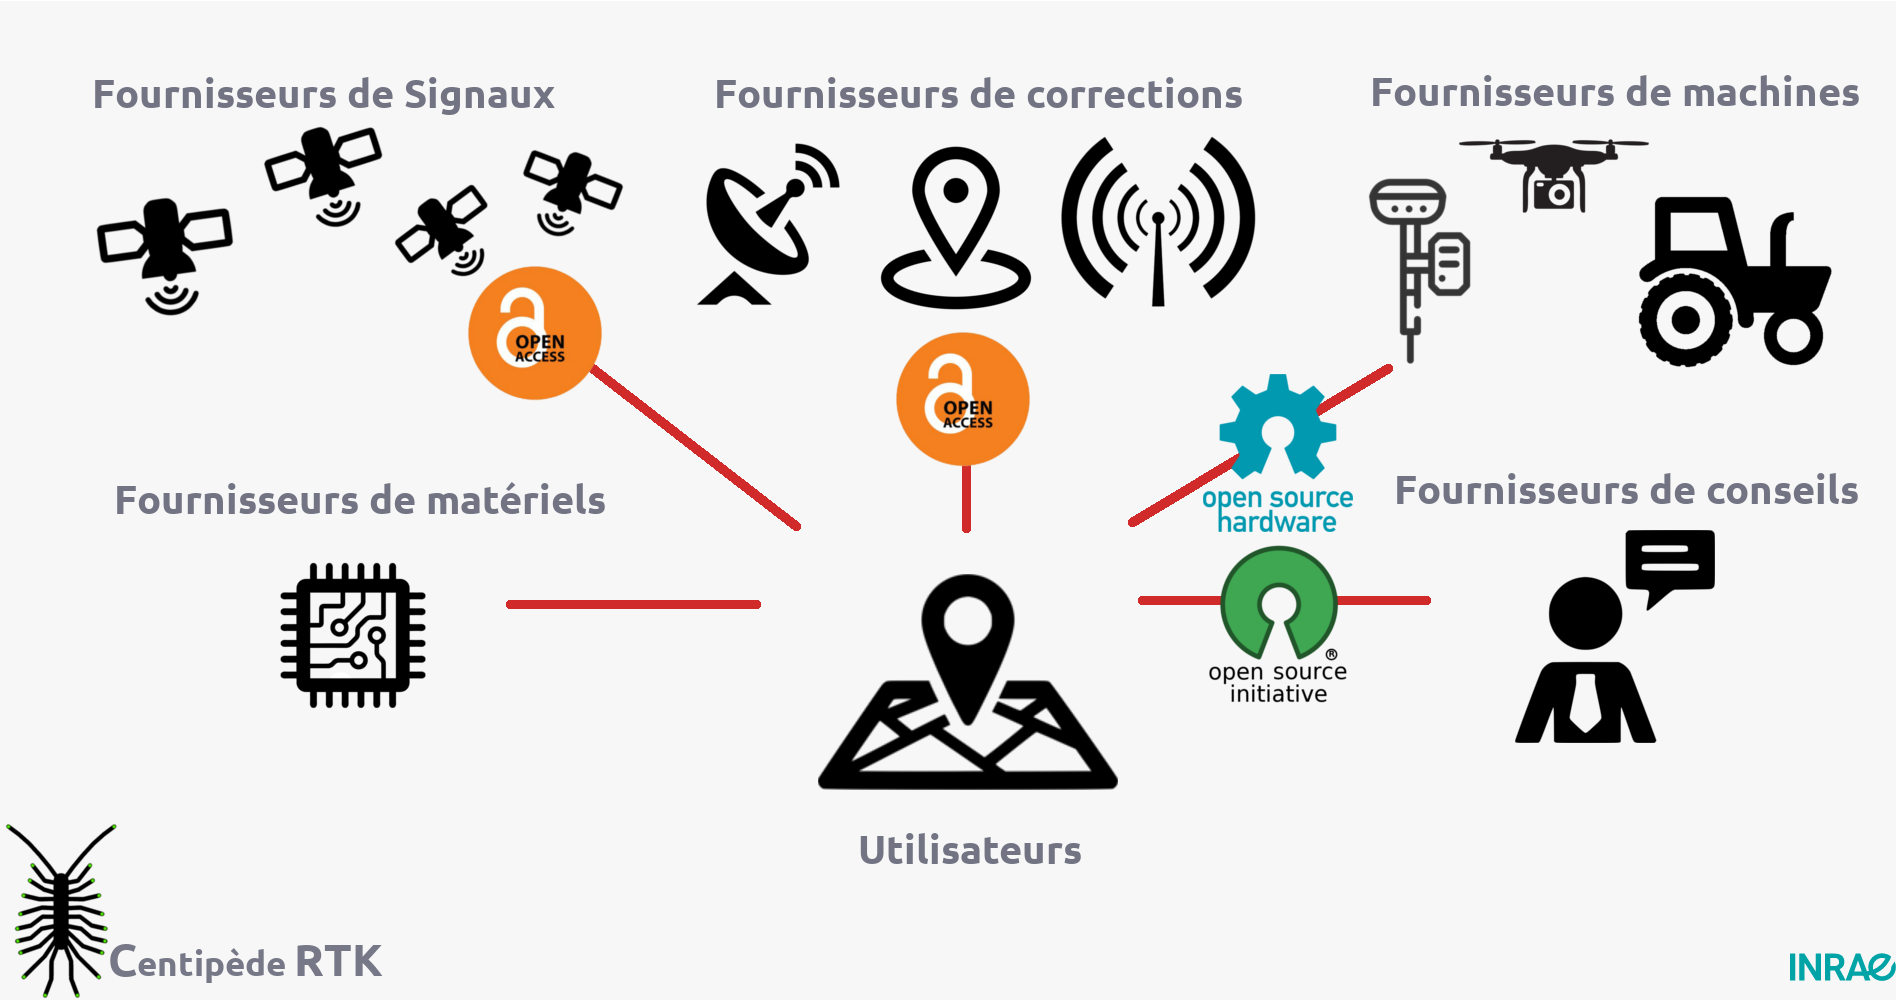 Fournisseurs de Signaux
Fournisseurs de corrections
Fournisseurs de machines
OPEN
ACCESS
OPEN
ACCESS
open source
hardware
Fournisseurs de matériels
Fournisseurs de conseils
®
open source
initiative
Utilisateurs
Centipède RTK
INRAE